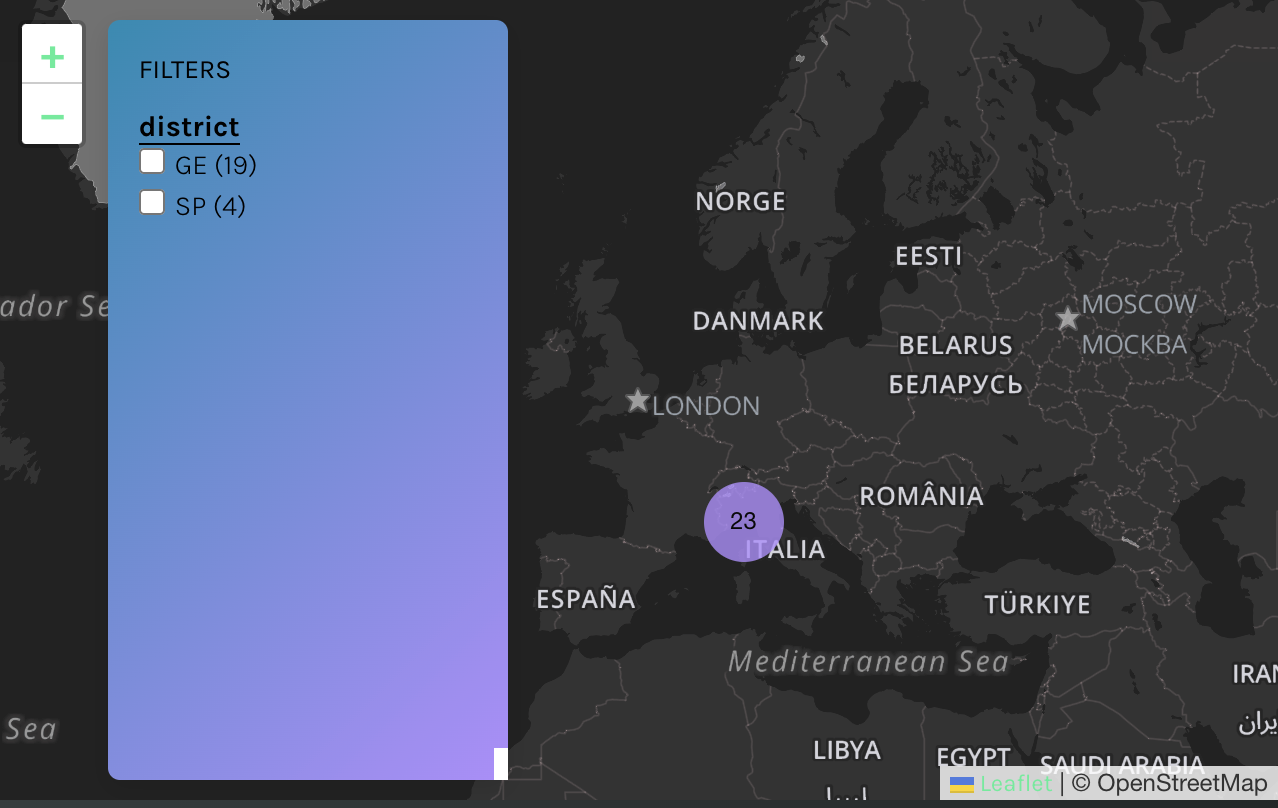 +
−
FILTERS
district
GE (19)
SP (4)
NORGE
EESTI
ador Se
MOSCOW
МОСКВА
DANMARK
BELARUS
БЕЛАРУСЬ
LONDON
ROMÂNIA
23
ITALIA
ESPAÑA
TÜRKIYE
Mediterranean Sea
IRAN
ایران
Sea
LIBYA
EGYPT
SAUDI ARABIA
Leaflet | © OpenStreetMap